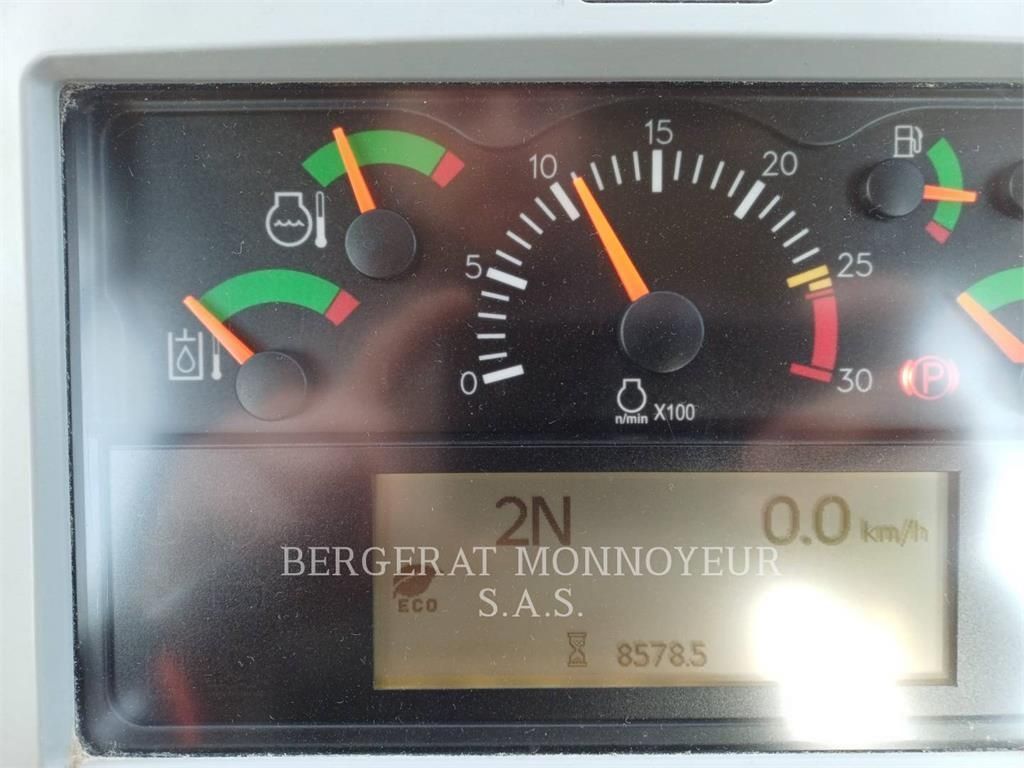 15
10
20
5
25
0
30
n/min X100
P
2N 0.0 km/h
BERGERAT MONNOYEUR
ECO
S.A.S.
8578.5